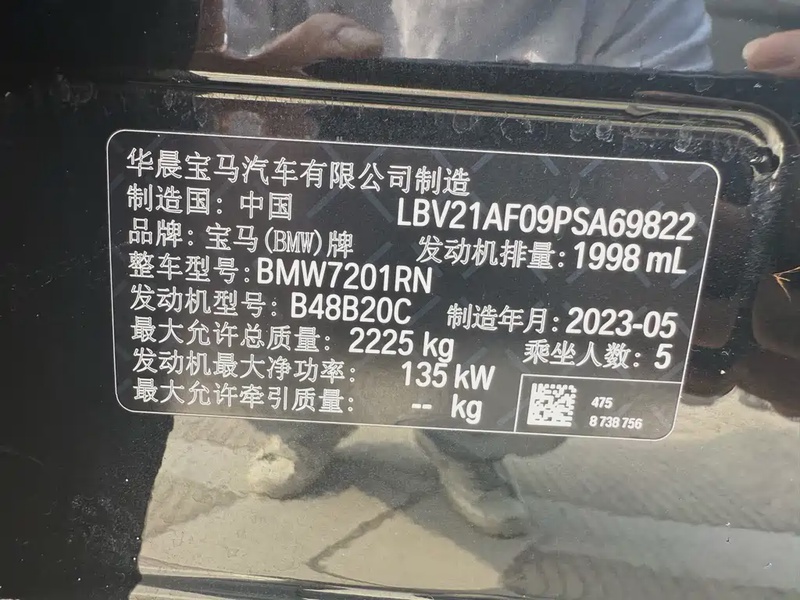 华晨宝马汽车有限公司制造
制造国：中国 LBV21AF09PSA69822
品牌：宝马(BMW)牌 发动机排量：1998 mL
整车型号：BMW7201RN
发动机型号：B48B20C 制造年月：2023-05
最大允许总质量：2225 kg 乘坐人数：5
发动机最大净功率：135 kW
最大允许牵引质量：-- kg
475
8 738 756